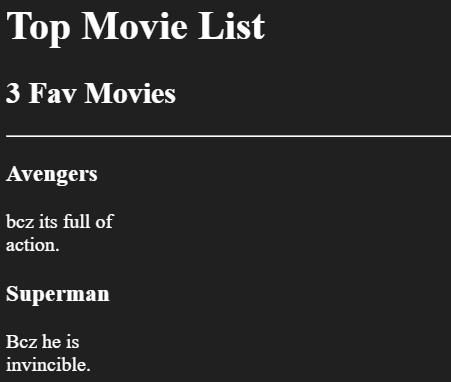 Top Movie List
3 Fav Movies
Avengers
bcz its full of
action.
Superman
Bcz he is
invincible.